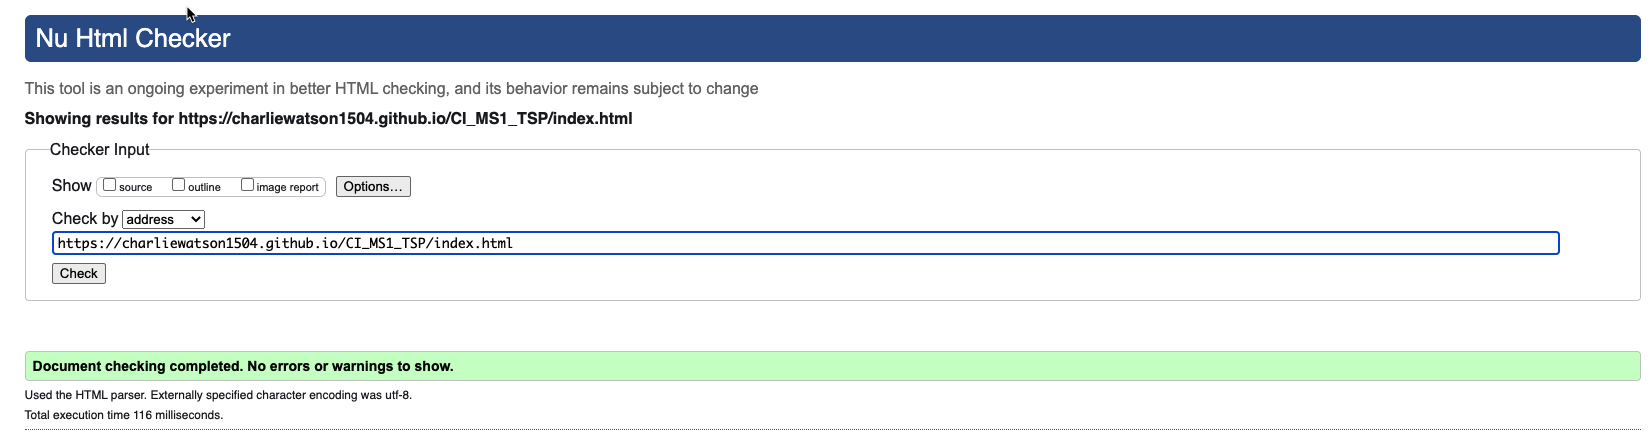 Nu Html Checker
This tool is an ongoing experiment in better HTML checking, and its behavior remains subject to change
Showing results for https://charliewatson1504.github.io/CI_MS1_TSP/index.html
Checker Input
Show source outline image report Options...
Check by address
https://charliewatson1504.github.io/CI_MS1_TSP/index.html
Check
Document checking completed. No errors or warnings to show.
Used the HTML parser. Externally specified character encoding was utf-8.
Total execution time 116 milliseconds.